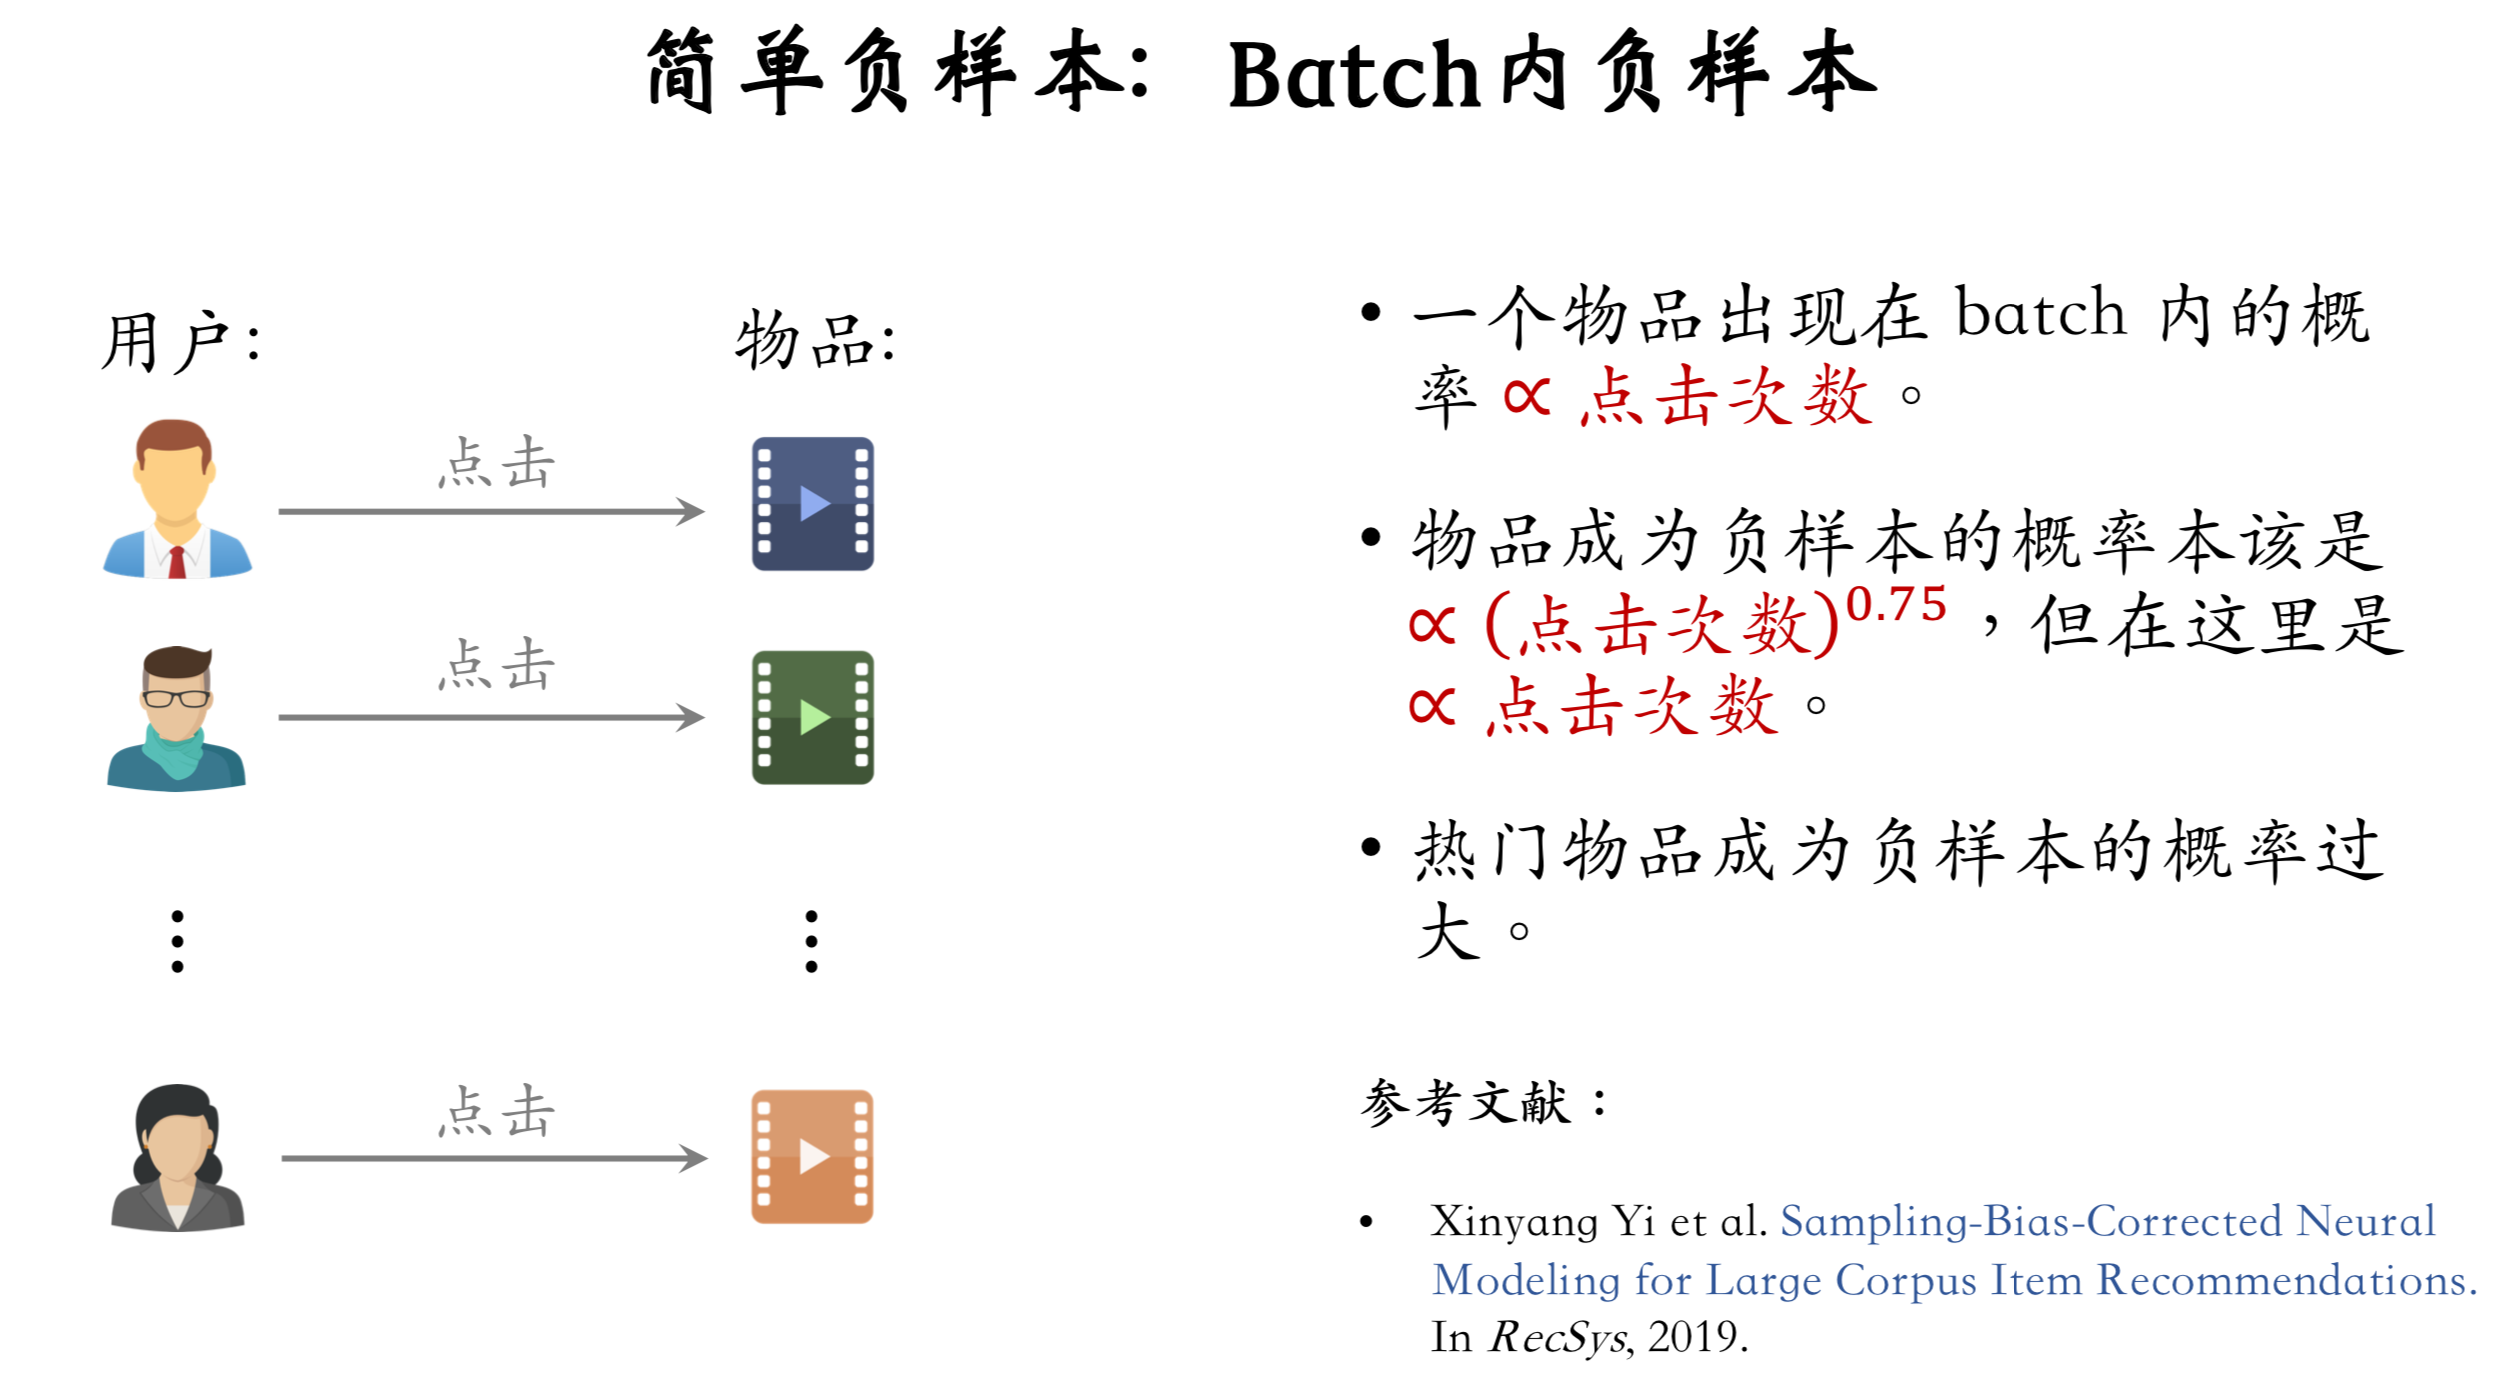 简单负样本: Batch内负样本
用户:
物品:
点击
点击
⋮
⋮
点击
• 一个物品出现在 batch 内的概
率 ∝ 点击次数。
• 物品成为负样本的概率本该是
∝ (点击次数)^0.75，但在这里是
∝ 点击次数。
• 热门物品成为负样本的概率过
大。
参考文献：
• Xinyang Yi et al. Sampling-Bias-Corrected Neural
Modeling for Large Corpus Item Recommendations.
In RecSys, 2019.